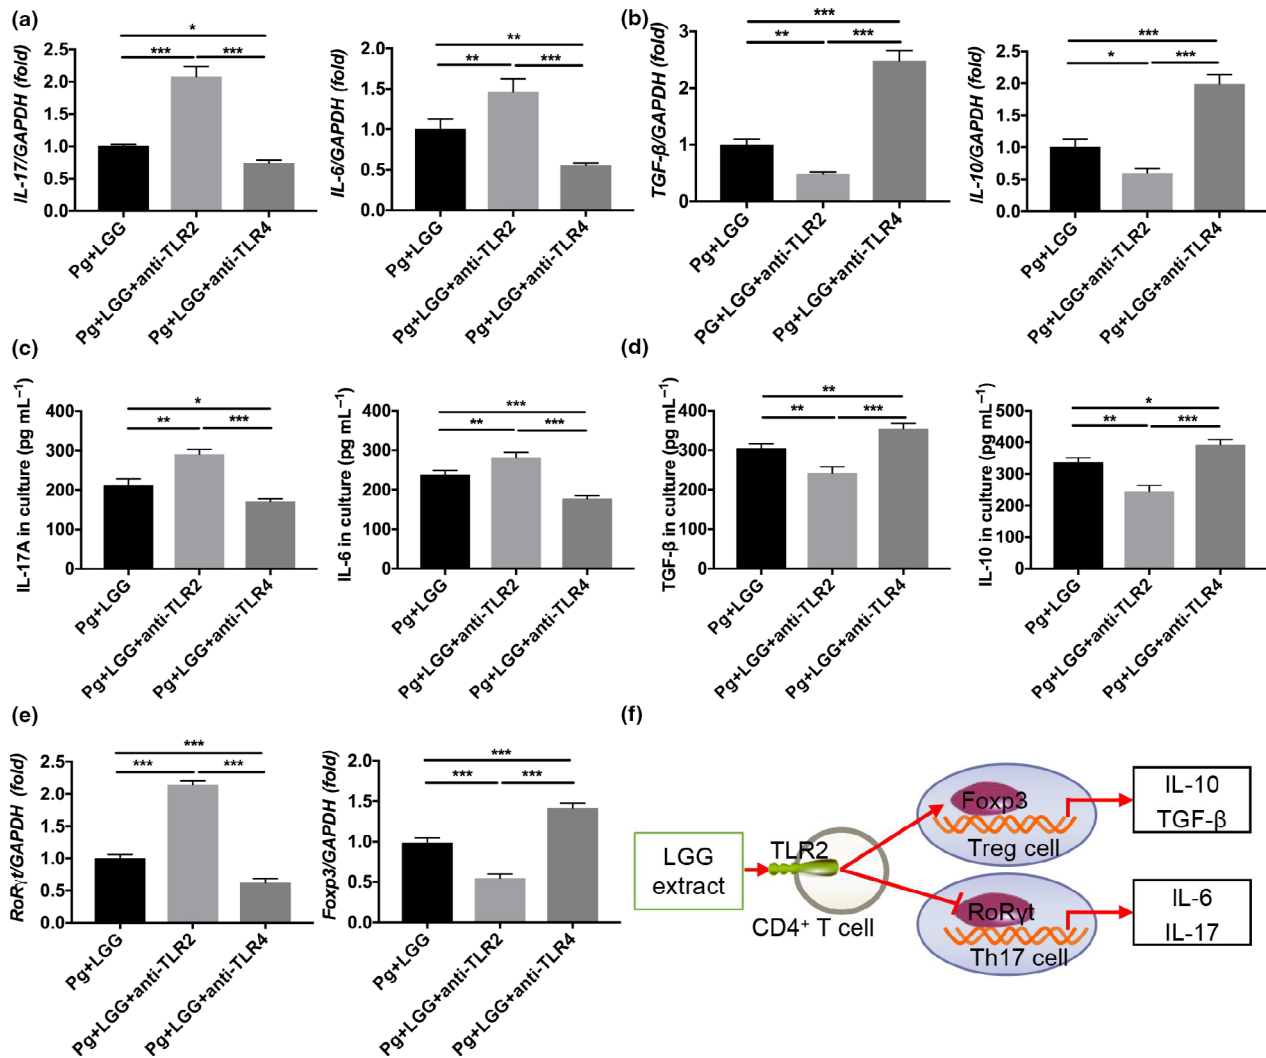 (a)
IL-17/GAPDH (fold)
2.5
2.0
1.5
1.0
0.5
0.0
*
***
***
Pg+LGG
Pg+LGG+anti-TLR2
Pg+LGG+anti-TLR4
IL-6/GAPDH (fold)
2.0
1.5
1.0
0.5
0.0
**
**
***
Pg+LGG
Pg+LGG+anti-TLR2
Pg+LGG+anti-TLR4
(b)
TGF-β/GAPDH (fold)
3
2
1
0
***
**
***
Pg+LGG
PG+LGG+anti-TLR2
Pg+LGG+anti-TLR4
IL-10/GAPDH (fold)
2.5
2.0
1.5
1.0
0.5
0.0
***
*
***
Pg+LGG
Pg+LGG+anti-TLR2
Pg+LGG+anti-TLR4
(c)
IL-17A in culture (pg mL⁻¹)
400
300
200
100
0
*
**
***
Pg+LGG
Pg+LGG+anti-TLR2
Pg+LGG+anti-TLR4
IL-6 in culture (pg mL⁻¹)
400
300
200
100
0
***
**
***
Pg+LGG
Pg+LGG+anti-TLR2
Pg+LGG+anti-TLR4
(d)
TGF-β in culture (pg mL⁻¹)
400
300
200
100
0
**
**
***
Pg+LGG
Pg+LGG+anti-TLR2
Pg+LGG+anti-TLR4
IL-10 in culture (pg mL⁻¹)
500
400
300
200
100
0
*
**
***
Pg+LGG
Pg+LGG+anti-TLR2
Pg+LGG+anti-TLR4
(e)
RoRγt/GAPDH (fold)
2.5
2.0
1.5
1.0
0.5
0.0
***
***
***
Pg+LGG
Pg+LGG+anti-TLR2
Pg+LGG+anti-TLR4
Foxp3/GAPDH (fold)
2.0
1.5
1.0
0.5
0.0
***
***
***
Pg+LGG
Pg+LGG+anti-TLR2
Pg+LGG+anti-TLR4
(f)
LGG
extract
TLR2
CD4⁺ T cell
Foxp3
Treg cell
IL-10
TGF-β
RoRγt
Th17 cell
IL-6
IL-17